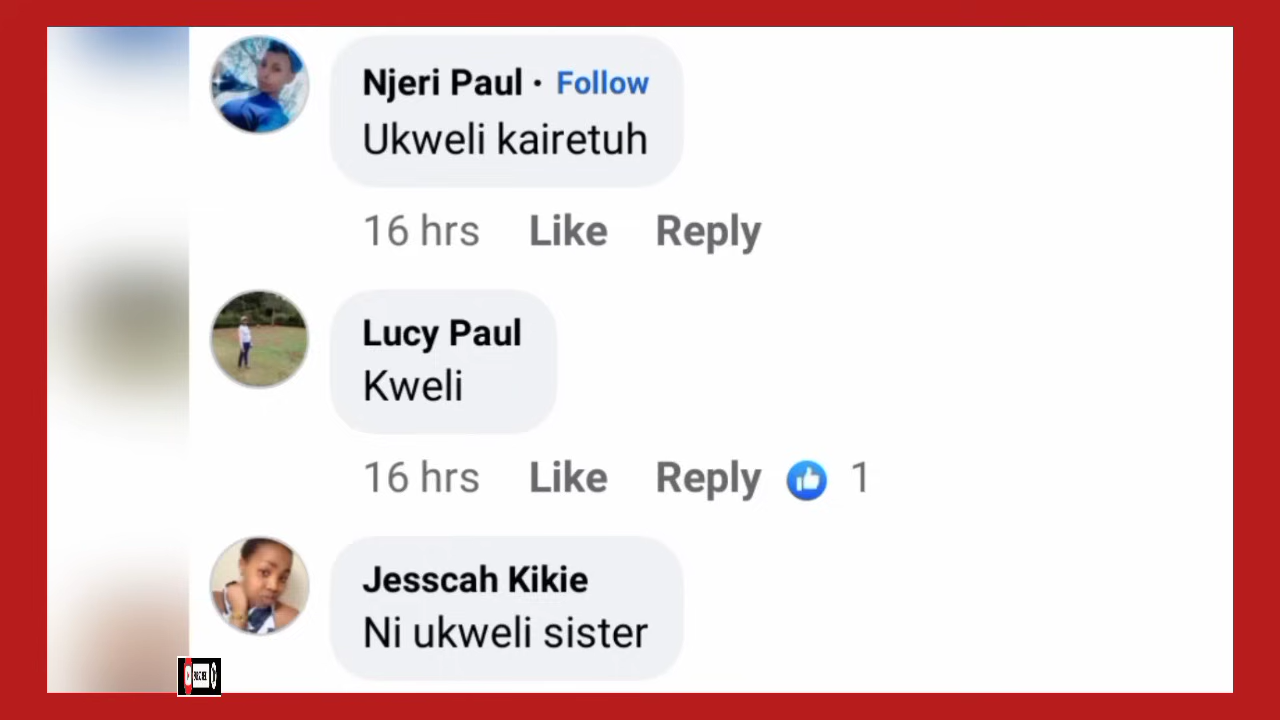 Njeri Paul · Follow
Ukweli kairetuh
16 hrs Like Reply
Lucy Paul
Kweli
16 hrs Like Reply 1
Jesscah Kikie
Ni ukweli sister